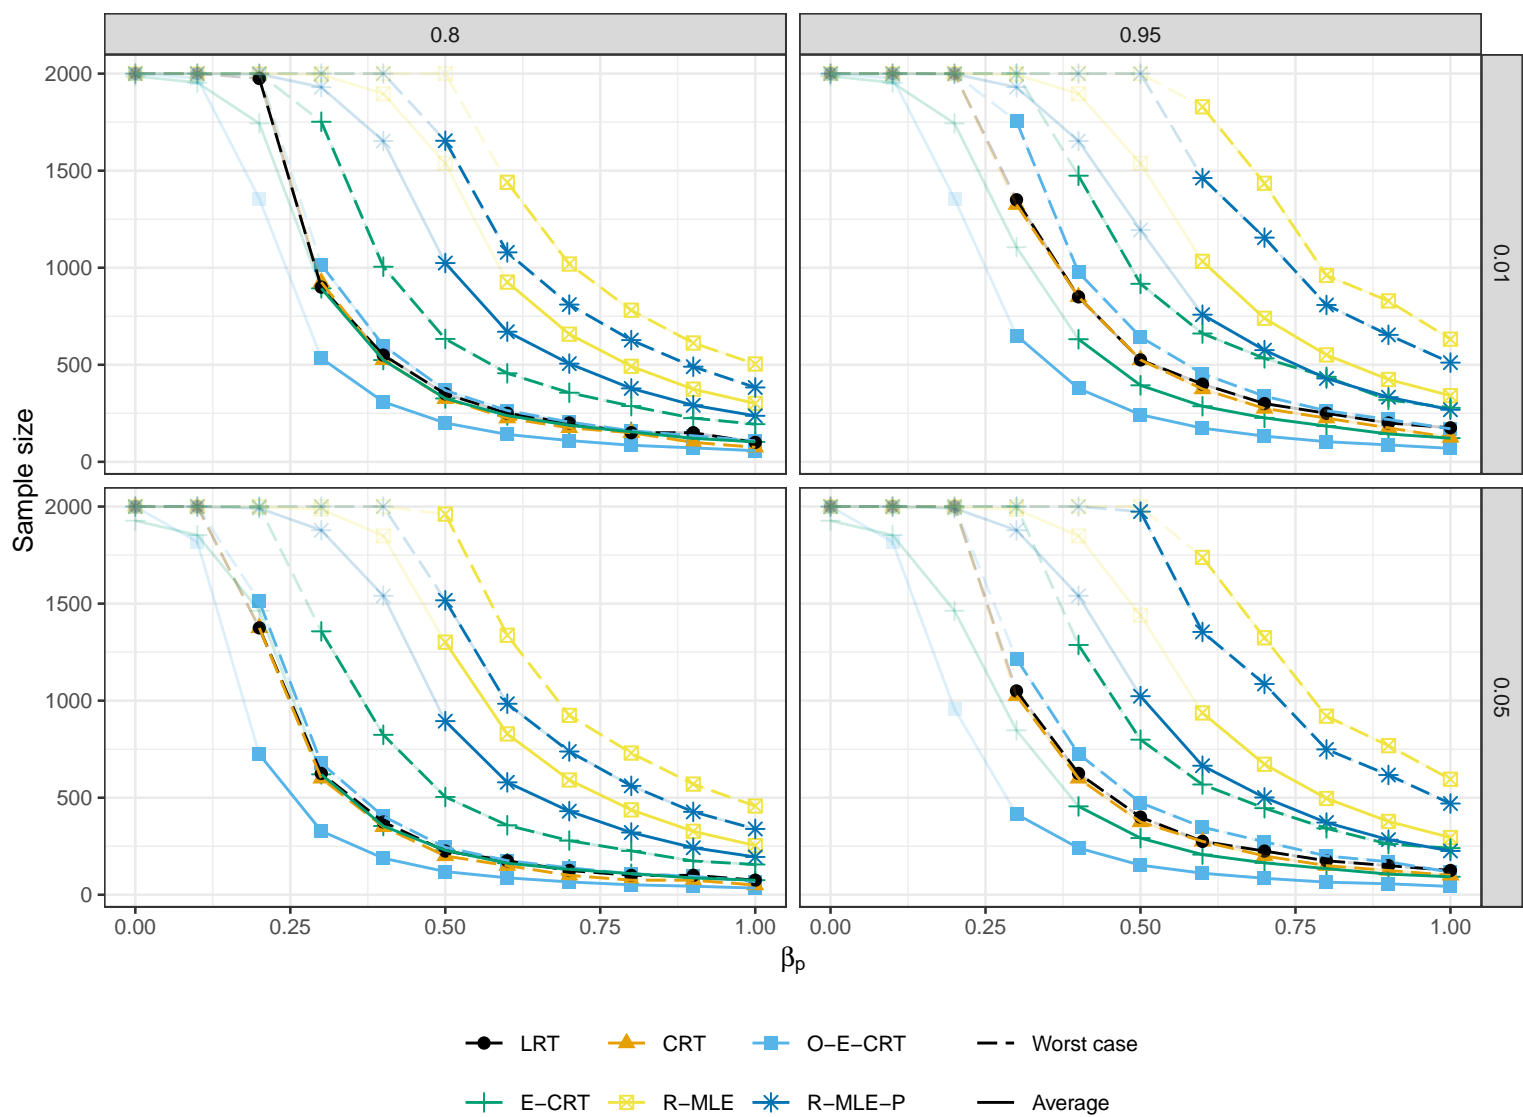 0.8 0.95
2000
1500
1000
500
0
0.01
2000
1500
1000
500
0
0.05
Sample size
0.00 0.25 0.50 0.75 1.00 0.00 0.25 0.50 0.75 1.00
βp
LRT CRT O−E−CRT Worst case
E−CRT R−MLE R−MLE−P Average